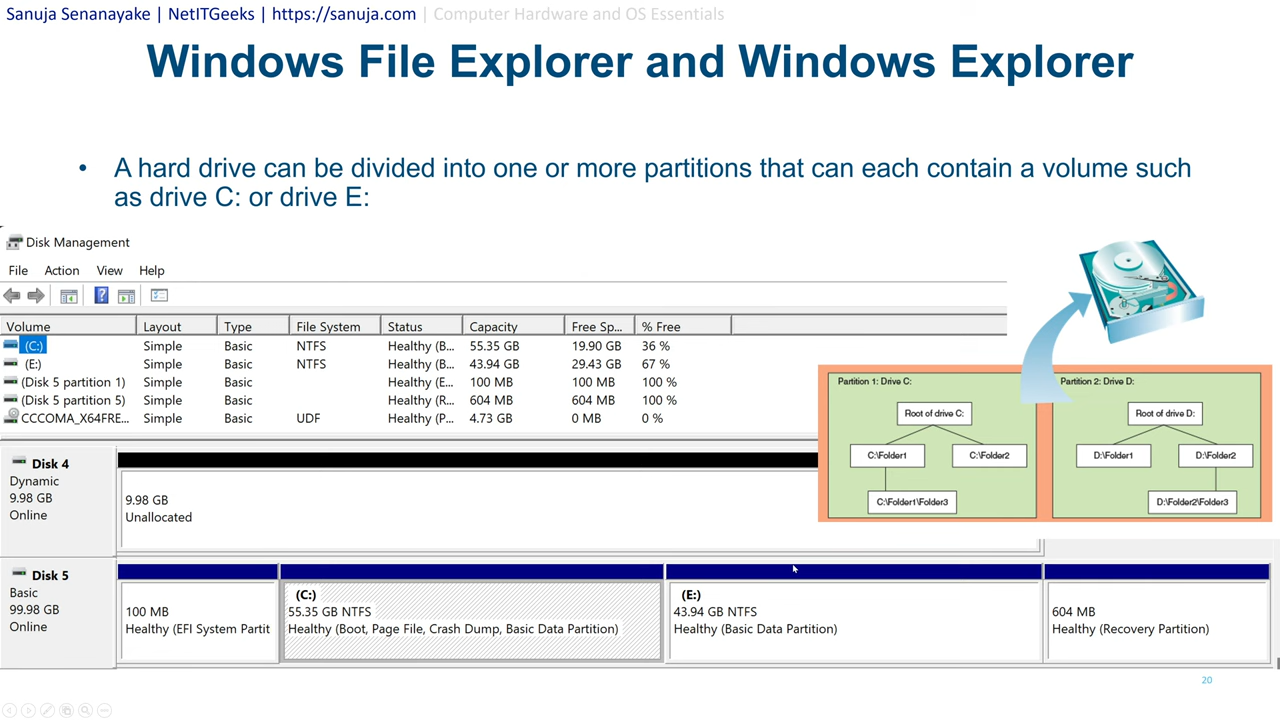 Sanuja Senanayake | NetITGeeks | https://sanuja.com | Computer Hardware and OS Essentials
Windows File Explorer and Windows Explorer
• A hard drive can be divided into one or more partitions that can each contain a volume such
as drive C: or drive E:
Disk Management
File Action View Help
Volume Layout Type File System Status Capacity Free Sp... % Free
(C:) Simple Basic NTFS Healthy (B... 55.35 GB 19.90 GB 36 %
(E:) Simple Basic NTFS Healthy (B... 43.94 GB 29.43 GB 67 %
(Disk 5 partition 1) Simple Basic Healthy (E... 100 MB 100 MB 100 %
(Disk 5 partition 5) Simple Basic Healthy (R... 604 MB 604 MB 100 %
CCCOMA_X64FRE... Simple Basic UDF Healthy (P... 4.73 GB 0 MB 0 %
Partition 1: Drive C: Partition 2: Drive D:
Root of drive C: Root of drive D:
C:\Folder1 C:\Folder2 D:\Folder1 D:\Folder2
C:\Folder1\Folder3 D:\Folder2\Folder3
Disk 4
Dynamic
9.98 GB
Online
9.98 GB
Unallocated
Disk 5
Basic
99.98 GB
Online
100 MB
Healthy (EFI System Partit
(C:)
55.35 GB NTFS
Healthy (Boot, Page File, Crash Dump, Basic Data Partition)
(E:)
43.94 GB NTFS
Healthy (Basic Data Partition)
604 MB
Healthy (Recovery Partition)
20